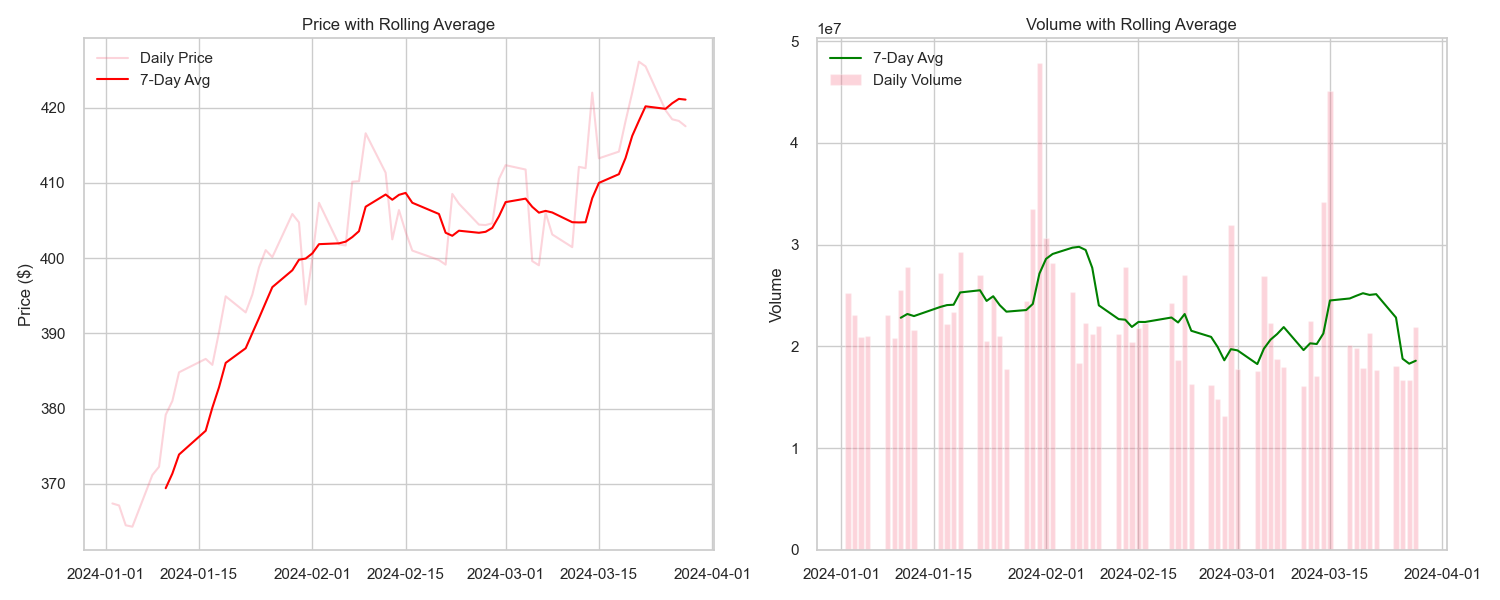 Price with Rolling Average
Daily Price
7-Day Avg
Price ($)
420
410
400
390
380
370
2024-01-01
2024-01-15
2024-02-01
2024-02-15
2024-03-01
2024-03-15
2024-04-01
Volume with Rolling Average
1e7
7-Day Avg
Daily Volume
Volume
5
4
3
2
1
0
2024-01-01
2024-01-15
2024-02-01
2024-02-15
2024-03-01
2024-03-15
2024-04-01